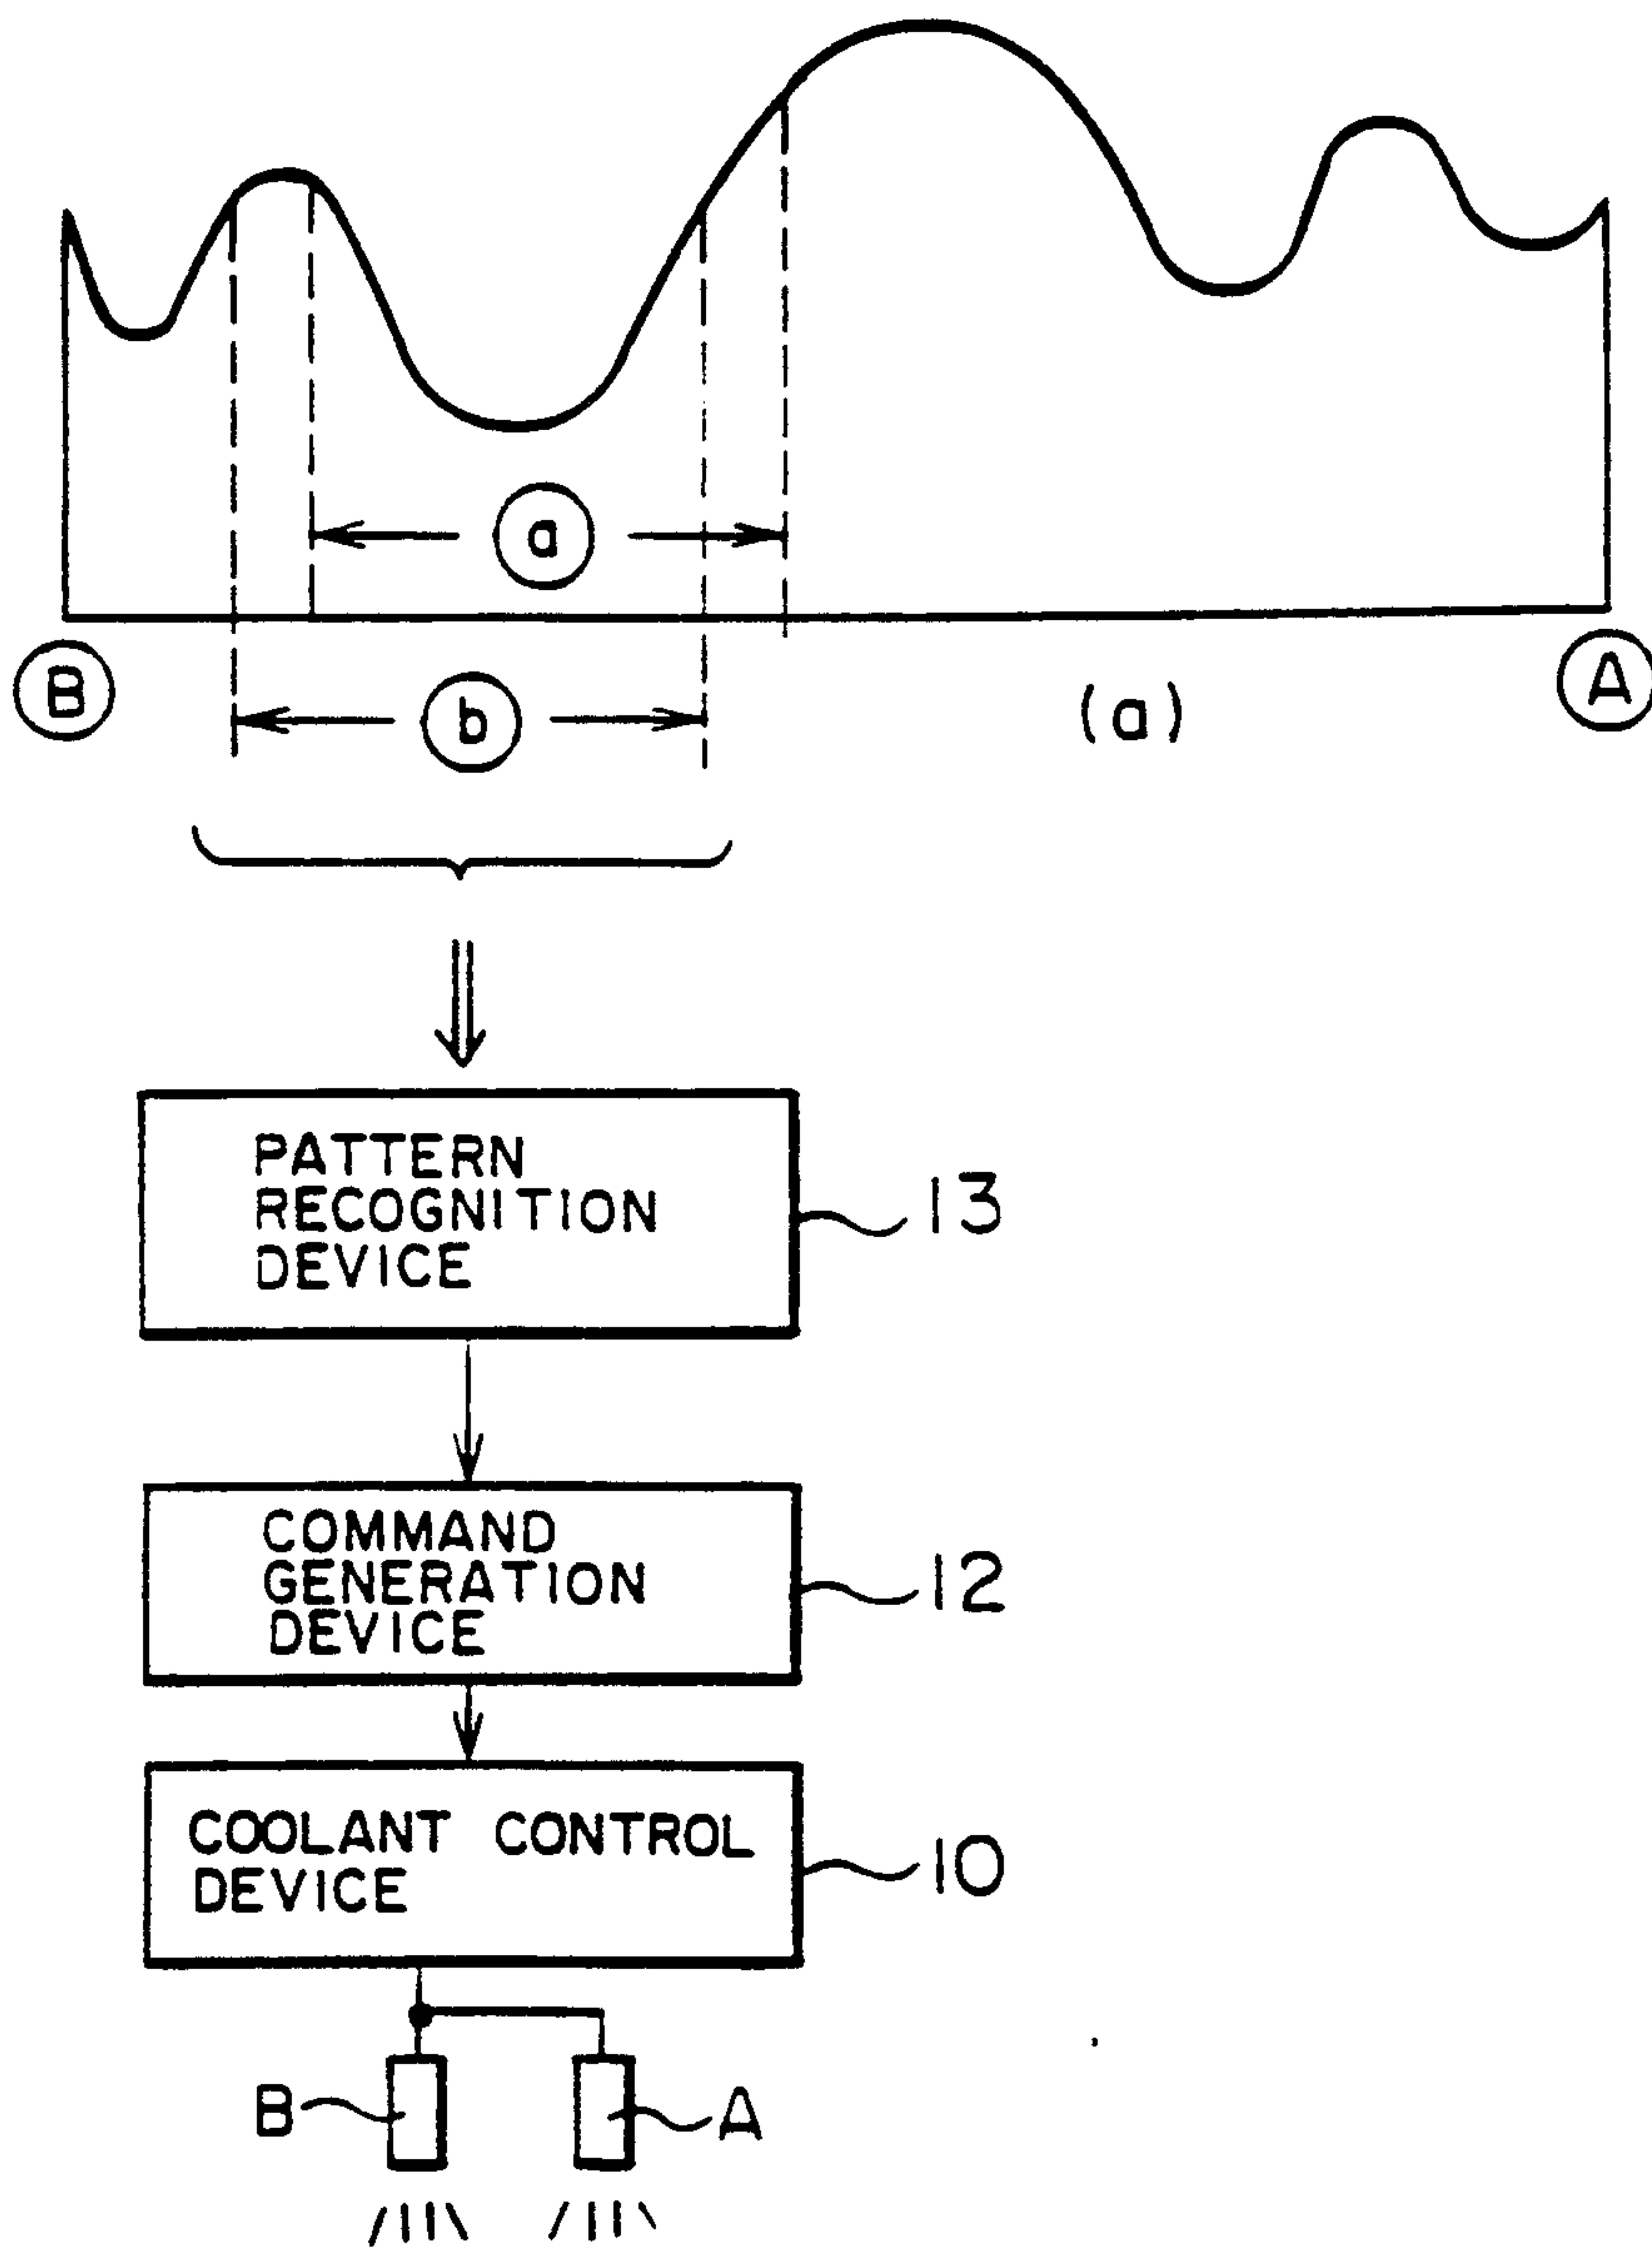 a
B
b
(a)
A
PATTERN
RECOGNITION
DEVICE
13
COMMAND
GENERATION
DEVICE
12
COOLANT CONTROL
DEVICE
10
B
A